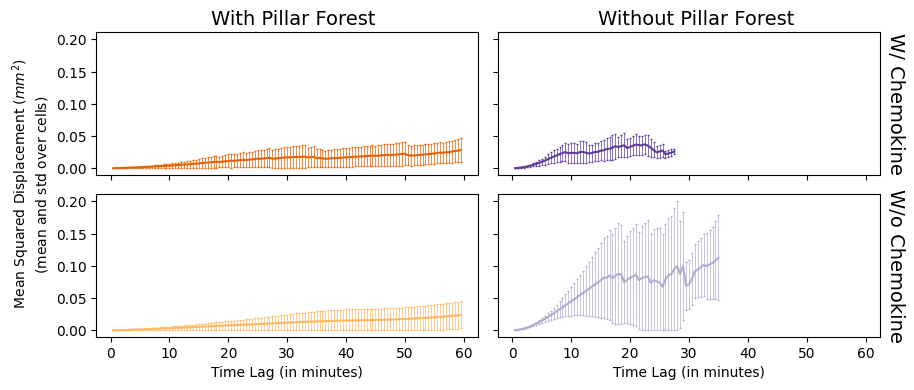 With Pillar Forest
Without Pillar Forest
0.20
0.15
0.10
0.05
0.00
W/ Chemokine
Mean Squared Displacement (mm²)
(mean and std over cells)
0.20
0.15
0.10
0.05
0.00
W/o Chemokine
0 10 20 30 40 50 60
0 10 20 30 40 50 60
Time Lag (in minutes)
Time Lag (in minutes)